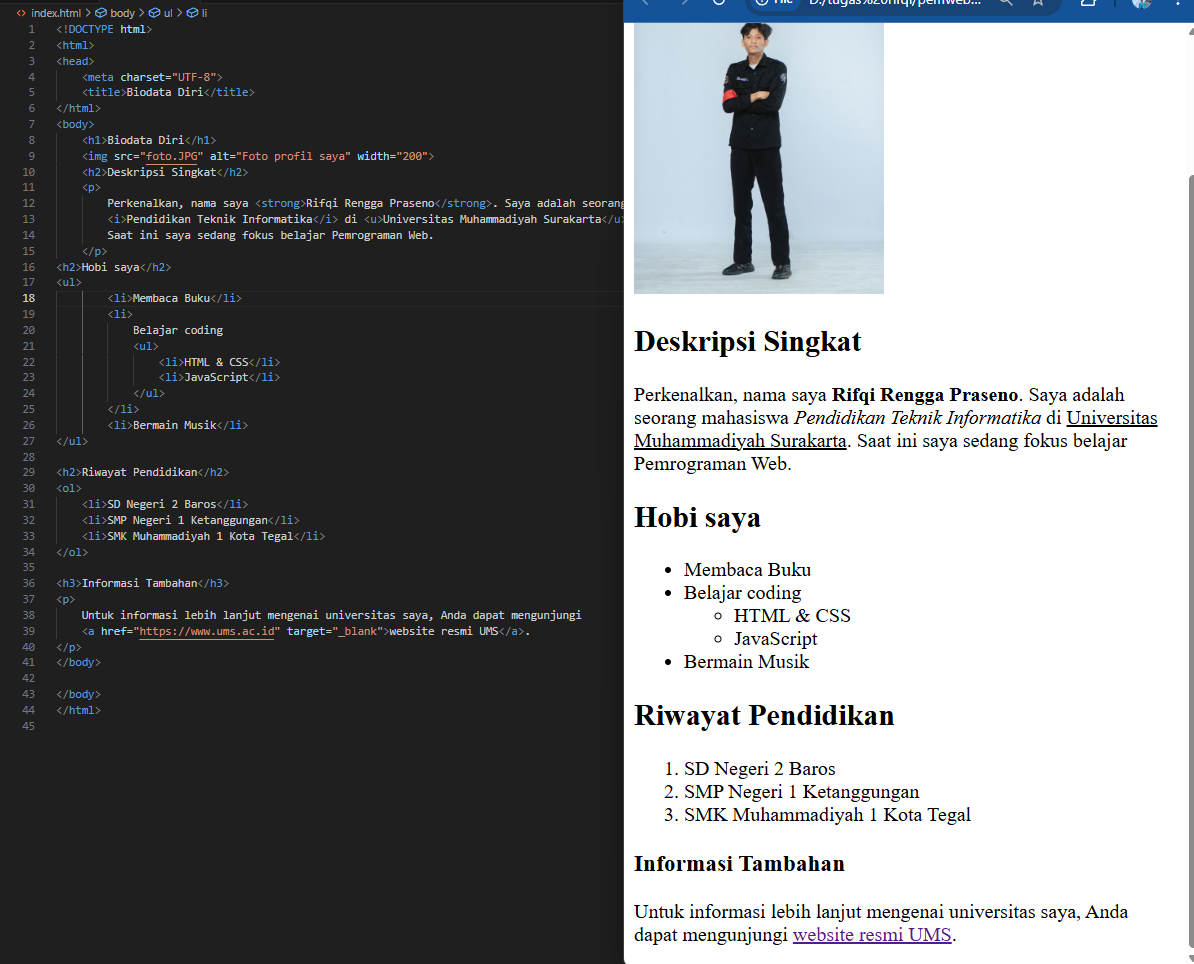 index.html > body > ul > li
1 <!DOCTYPE html>
2 <html>
3 <head>
4 <meta charset="UTF-8">
5 <title>Biodata Diri</title>
6 </html>
7 <body>
8 <h1>Biodata Diri</h1>
9 <img src="foto.JPG" alt="Foto profil saya" width="200">
10 <h2>Deskripsi Singkat</h2>
11 <p>
12 Perkenalkan, nama saya <strong>Rifqi Rengga Praseno</strong>. Saya adalah seorang
13 <i>Pendidikan Teknik Informatika</i> di <u>Universitas Muhammadiyah Surakarta</u>
14 Saat ini saya sedang fokus belajar Pemrograman Web.
15 </p>
16 <h2>Hobi saya</h2>
17 <ul>
18 <li>Membaca Buku</li>
19 <li>
20 Belajar coding
21 <ul>
22 <li>HTML & CSS</li>
23 <li>JavaScript</li>
24 </ul>
25 </li>
26 <li>Bermain Musik</li>
27 </ul>
28
29 <h2>Riwayat Pendidikan</h2>
30 <ol>
31 <li>SD Negeri 2 Baros</li>
32 <li>SMP Negeri 1 Ketanggungan</li>
33 <li>SMK Muhammadiyah 1 Kota Tegal</li>
34 </ol>
35
36 <h3>Informasi Tambahan</h3>
37 <p>
38 Untuk informasi lebih lanjut mengenai universitas saya, Anda dapat mengunjungi
39 <a href="https://www.ums.ac.id" target="_blank">website resmi UMS</a>.
40 </p>
41 </body>
42
43 </body>
44 </html>
45
File D:/tugas%20rifqi/pemweb...
Deskripsi Singkat
Perkenalkan, nama saya Rifqi Rengga Praseno. Saya adalah
seorang mahasiswa Pendidikan Teknik Informatika di Universitas
Muhammadiyah Surakarta. Saat ini saya sedang fokus belajar
Pemrograman Web.
Hobi saya
• Membaca Buku
• Belajar coding
◦ HTML & CSS
◦ JavaScript
• Bermain Musik
Riwayat Pendidikan
1. SD Negeri 2 Baros
2. SMP Negeri 1 Ketanggungan
3. SMK Muhammadiyah 1 Kota Tegal
Informasi Tambahan
Untuk informasi lebih lanjut mengenai universitas saya, Anda
dapat mengunjungi website resmi UMS.